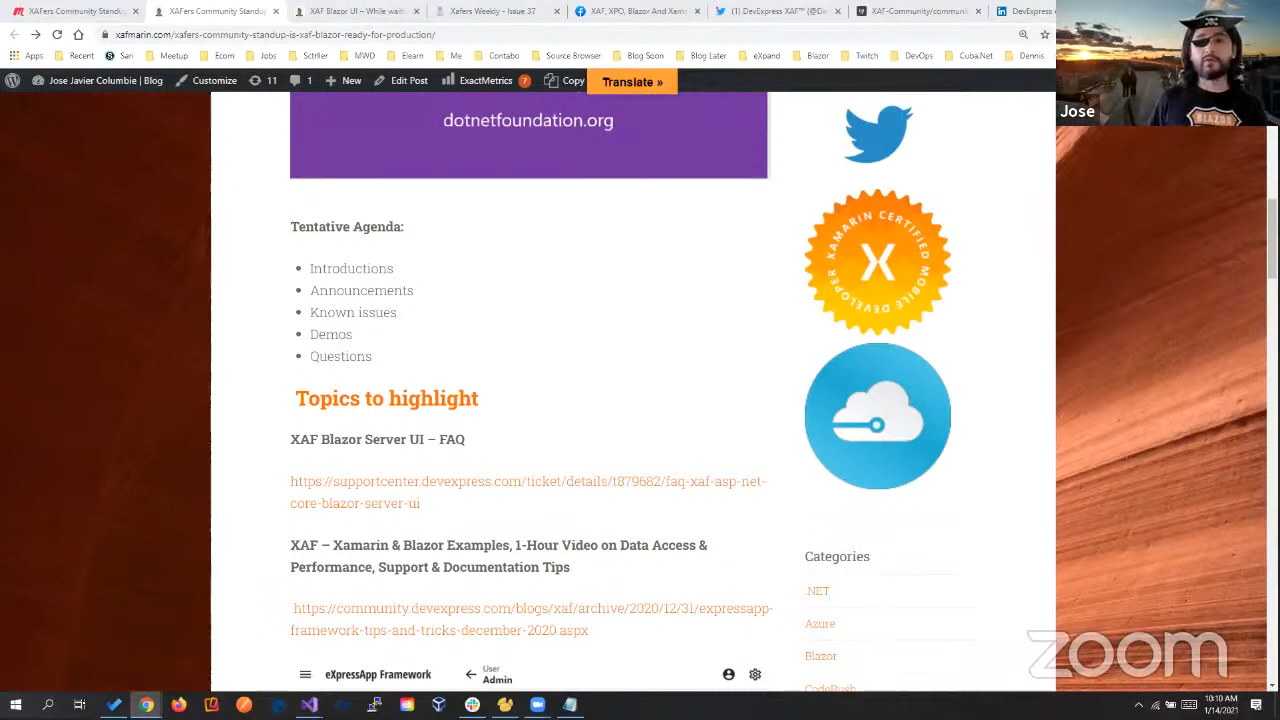 XAFers Community Standup
XAFers Community Standup
Xafers Weekly - Issue 37
XAF, XPO, Blazor And Xam
(1) DevExpress XAF™ (@De
XAF-Community/communit
DevExpress
xafmarin.com/xafers-community-standup-is-xaf-blazor-ready-for-production/
Apps
Research
Sari
Meetup
Ecom
Jobs
Sctrller
MWD
Elearn
Me
Contabo
Source Browser
Blog Soon
Blog Later
eXpand
Blazor
Twitch
DevOps
Cuba.Net
Dennis
Jose Javier Columbie | Blog
Customize
11
1
New
Edit Post
ExactMetrics
7
Copy
Translate »
BLAZOR
Jose
dotnetfoundation.org
Tentative Agenda:
Introductions
Announcements
Known issues
Demos
Questions
Topics to highlight
XAF Blazor Server UI – FAQ
https://supportcenter.devexpress.com/ticket/details/t879682/faq-xaf-asp-net-
core-blazor-server-ui
XAF – Xamarin & Blazor Examples, 1-Hour Video on Data Access &
Performance, Support & Documentation Tips
https://community.devexpress.com/blogs/xaf/archive/2020/12/31/expressapp-
framework-tips-and-tricks-december-2020.aspx
eXpressApp Framework
User
Admin
XAMARIN CERTIFIED
X
MOBILE DEVELOPER
Categories
.NET
Azure
Blazor
CodeRush
zoom
10:10 AM
1/14/2021